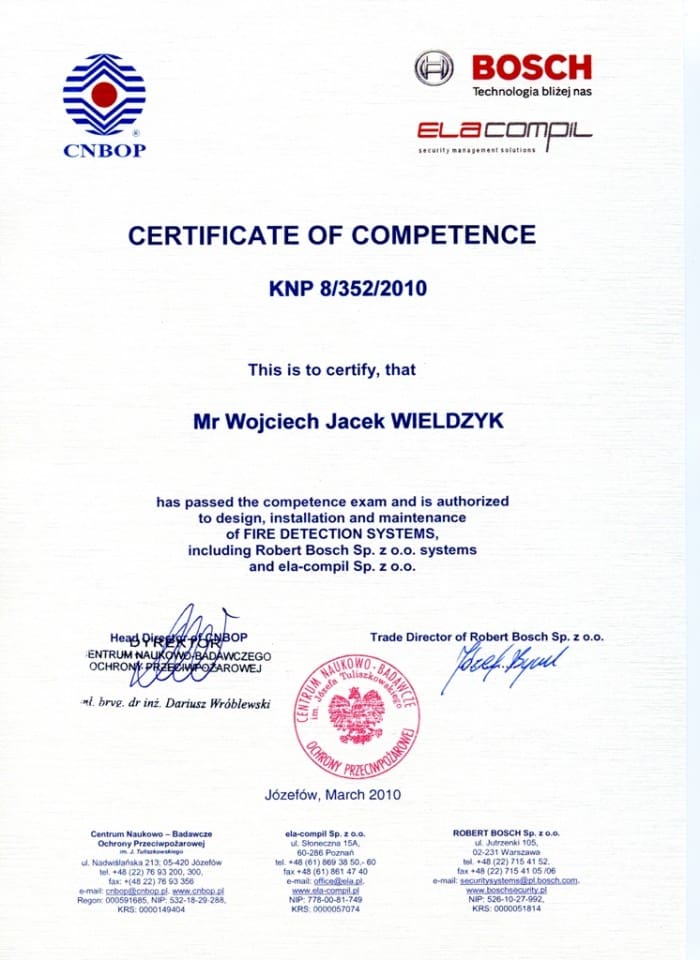 CNBOP
®
BOSCH
Technologia bliżej nas
ELACOMPIL
security management solutions
CERTIFICATE OF COMPETENCE
KNP 8/352/2010
This is to certify, that
Mr Wojciech Jacek WIELDZYK
has passed the competence exam and is authorized
to design, installation and maintenance
of FIRE DETECTION SYSTEMS,
including Robert Bosch Sp. z o.o. systems
and ela-compil Sp. z o.o.
Head Director of CNBOP
DYREKTOR
ENTRUM NAUKOWO-BADAWCZEGO
OCHRONY PRZECIWPOŻAROWEJ
mł. bryg. dr inż. Dariusz Wróblewski
Trade Director of Robert Bosch Sp. z o.o.
CENTRUM NAUKOWO-BADAWCZE
im. Józefa Tuliszkowskiego
OCHRONY PRZECIWPOŻAROWEJ
Józefów, March 2010
Centrum Naukowo – Badawcze
Ochrony Przeciwpożarowej
im. J. Tuliszkowskiego
ul. Nadwiślańska 213; 05-420 Józefów
tel. +48 (22) 76 93 200, 300,
fax: +(48 22) 76 93 356
e-mail: cnbop@cnbop.pl, www.cnbop.pl
Regon: 000591685, NIP: 532-18-29-288,
KRS: 0000149404
ela-compil Sp. z o.o.
ul. Słoneczna 15A,
60-286 Poznań
tel. +48 (61) 869 38 50,- 60
fax +48 (61) 861 47 40
e-mail: office@ela.pl,
www.ela-compil.pl
NIP: 778-00-81-749
KRS: 0000057074
ROBERT BOSCH Sp. z o.o.
ul. Jutrzenki 105,
02-231 Warszawa
tel. +48 (22) 715 41 52,
fax +48 (22) 715 41 05 /06
e-mail: securitysystems@pl.bosch.com,
www.boschsecurity.pl
NIP: 526-10-27-992,
KRS: 0000051814